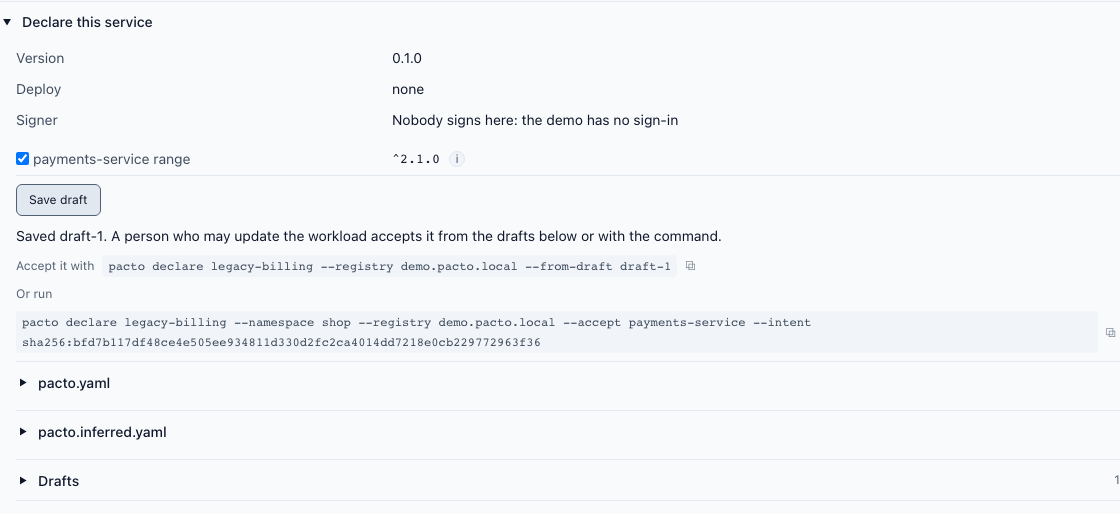 Declare this service
Version 0.1.0
Deploy none
Signer Nobody signs here: the demo has no sign-in
payments-service range ^2.1.0 i
Save draft
Saved draft-1. A person who may update the workload accepts it from the drafts below or with the command.
Accept it with pacto declare legacy-billing --registry demo.pacto.local --from-draft draft-1
Or run
pacto declare legacy-billing --namespace shop --registry demo.pacto.local --accept payments-service --intent
sha256:bfd7b117df48ce4e505ee934811d330d2fc2ca4014dd7218e0cb229772963f36
pacto.yaml
pacto.inferred.yaml
Drafts 1